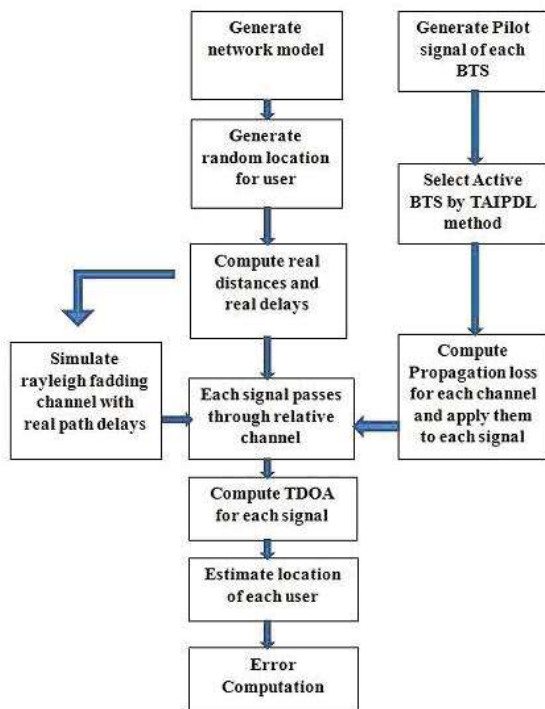 Generate
network model
Generate Pilot
signal of each
BTS
Generate
random location
for user
Select Active
BTS by TAIPDL
method
Compute real
distances and
real delays
Simulate
rayleigh fadding
channel with
real path delays
Each signal passes
through relative
channel
Compute
Propagation loss
for each channel
and apply them
to each signal
Compute TDOA
for each signal
Estimate location
of each user
Error
Computation